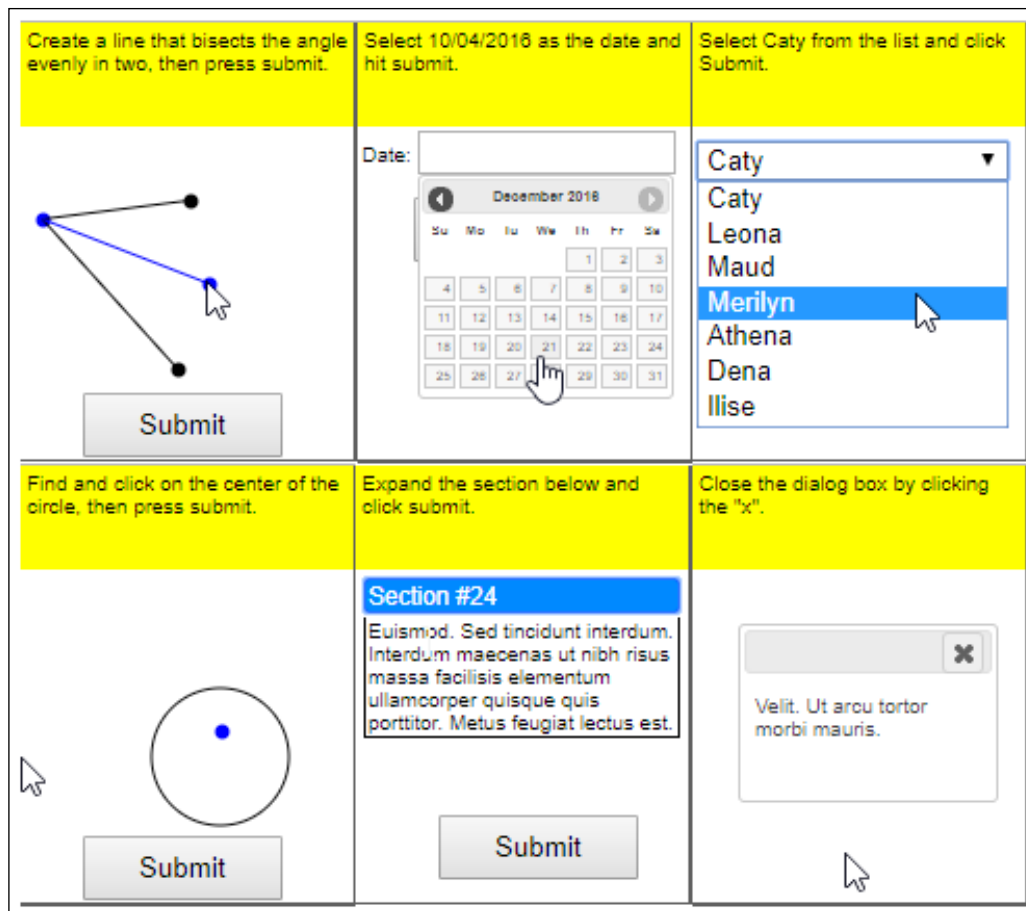 Create a line that bisects the angle
evenly in two, then press submit.
Submit
Select 10/04/2016 as the date and
hit submit.
Date:
December 2016
Su Mo Tu We Th Fr Sa
1 2 3
4 5 6 7 8 9 10
11 12 13 14 15 16 17
18 19 20 21 22 23 24
25 26 27 29 30 31
Select Caty from the list and click
Submit.
Caty
Caty
Leona
Maud
Merilyn
Athena
Dena
Ilise
Find and click on the center of the
circle, then press submit.
Submit
Expand the section below and
click submit.
Section #24
Euismod. Sed tincidunt interdum.
Interdum maecenas ut nibh risus
massa facilisis elementum
ullamcorper quisque quis
porttitor. Metus feugiat lectus est.
Submit
Close the dialog box by clicking
the "x".
Velit. Ut arcu tortor
morbi mauris.